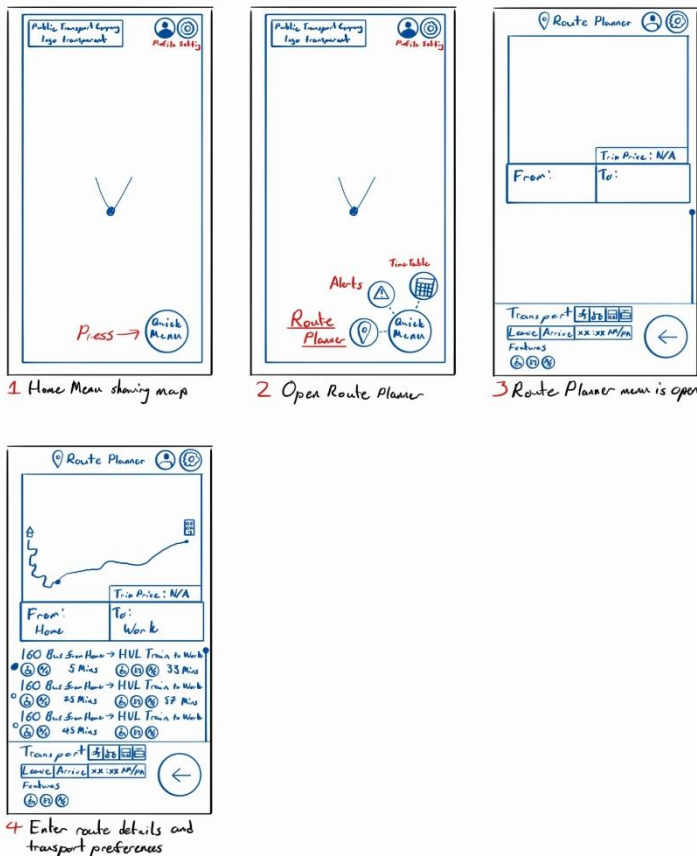 Public Transport Company
logo transparent
Profile Setting
Press →
Quick
Menu
1 Home Menu showing map
Public Transport Company
logo transparent
Profile Setting
Time Table
Alerts
Route
Planner
Quick
Menu
2 Open Route Planner
Route Planner
Trip Price: N/A
From:
To:
Transport
Leave Arrive xx:xx AM/PM
Features
3 Route Planner menu is open
Route Planner
Trip Price: N/A
From:
Home
To:
Work
160 Bus from Home → HVL Train to Work
5 Mins 33 Mins
160 Bus from Home → HVL Train to Work
25 Mins 57 Mins
160 Bus from Home → HVL Train to Work
45 Mins
Transport
Leave Arrive xx:xx AM/PM
Features
4 Enter route details and
transport preferences